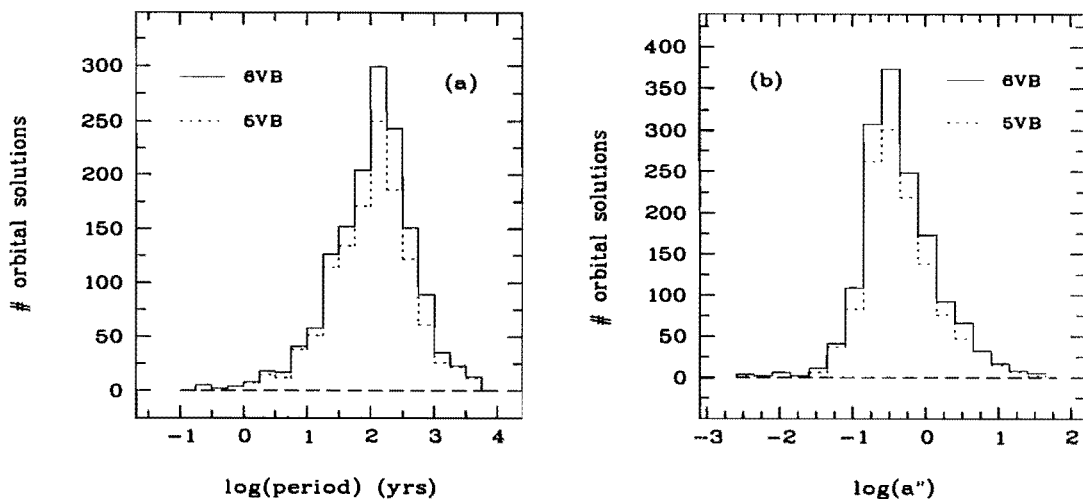 300
250
200
150
100
50
0
# orbital solutions
6VB
5VB
(a)
−1 0 1 2 3 4
log(period) (yrs)
400
350
300
250
200
150
100
50
0
# orbital solutions
(b)
6VB
5VB
−3 −2 −1 0 1 2
log(a")